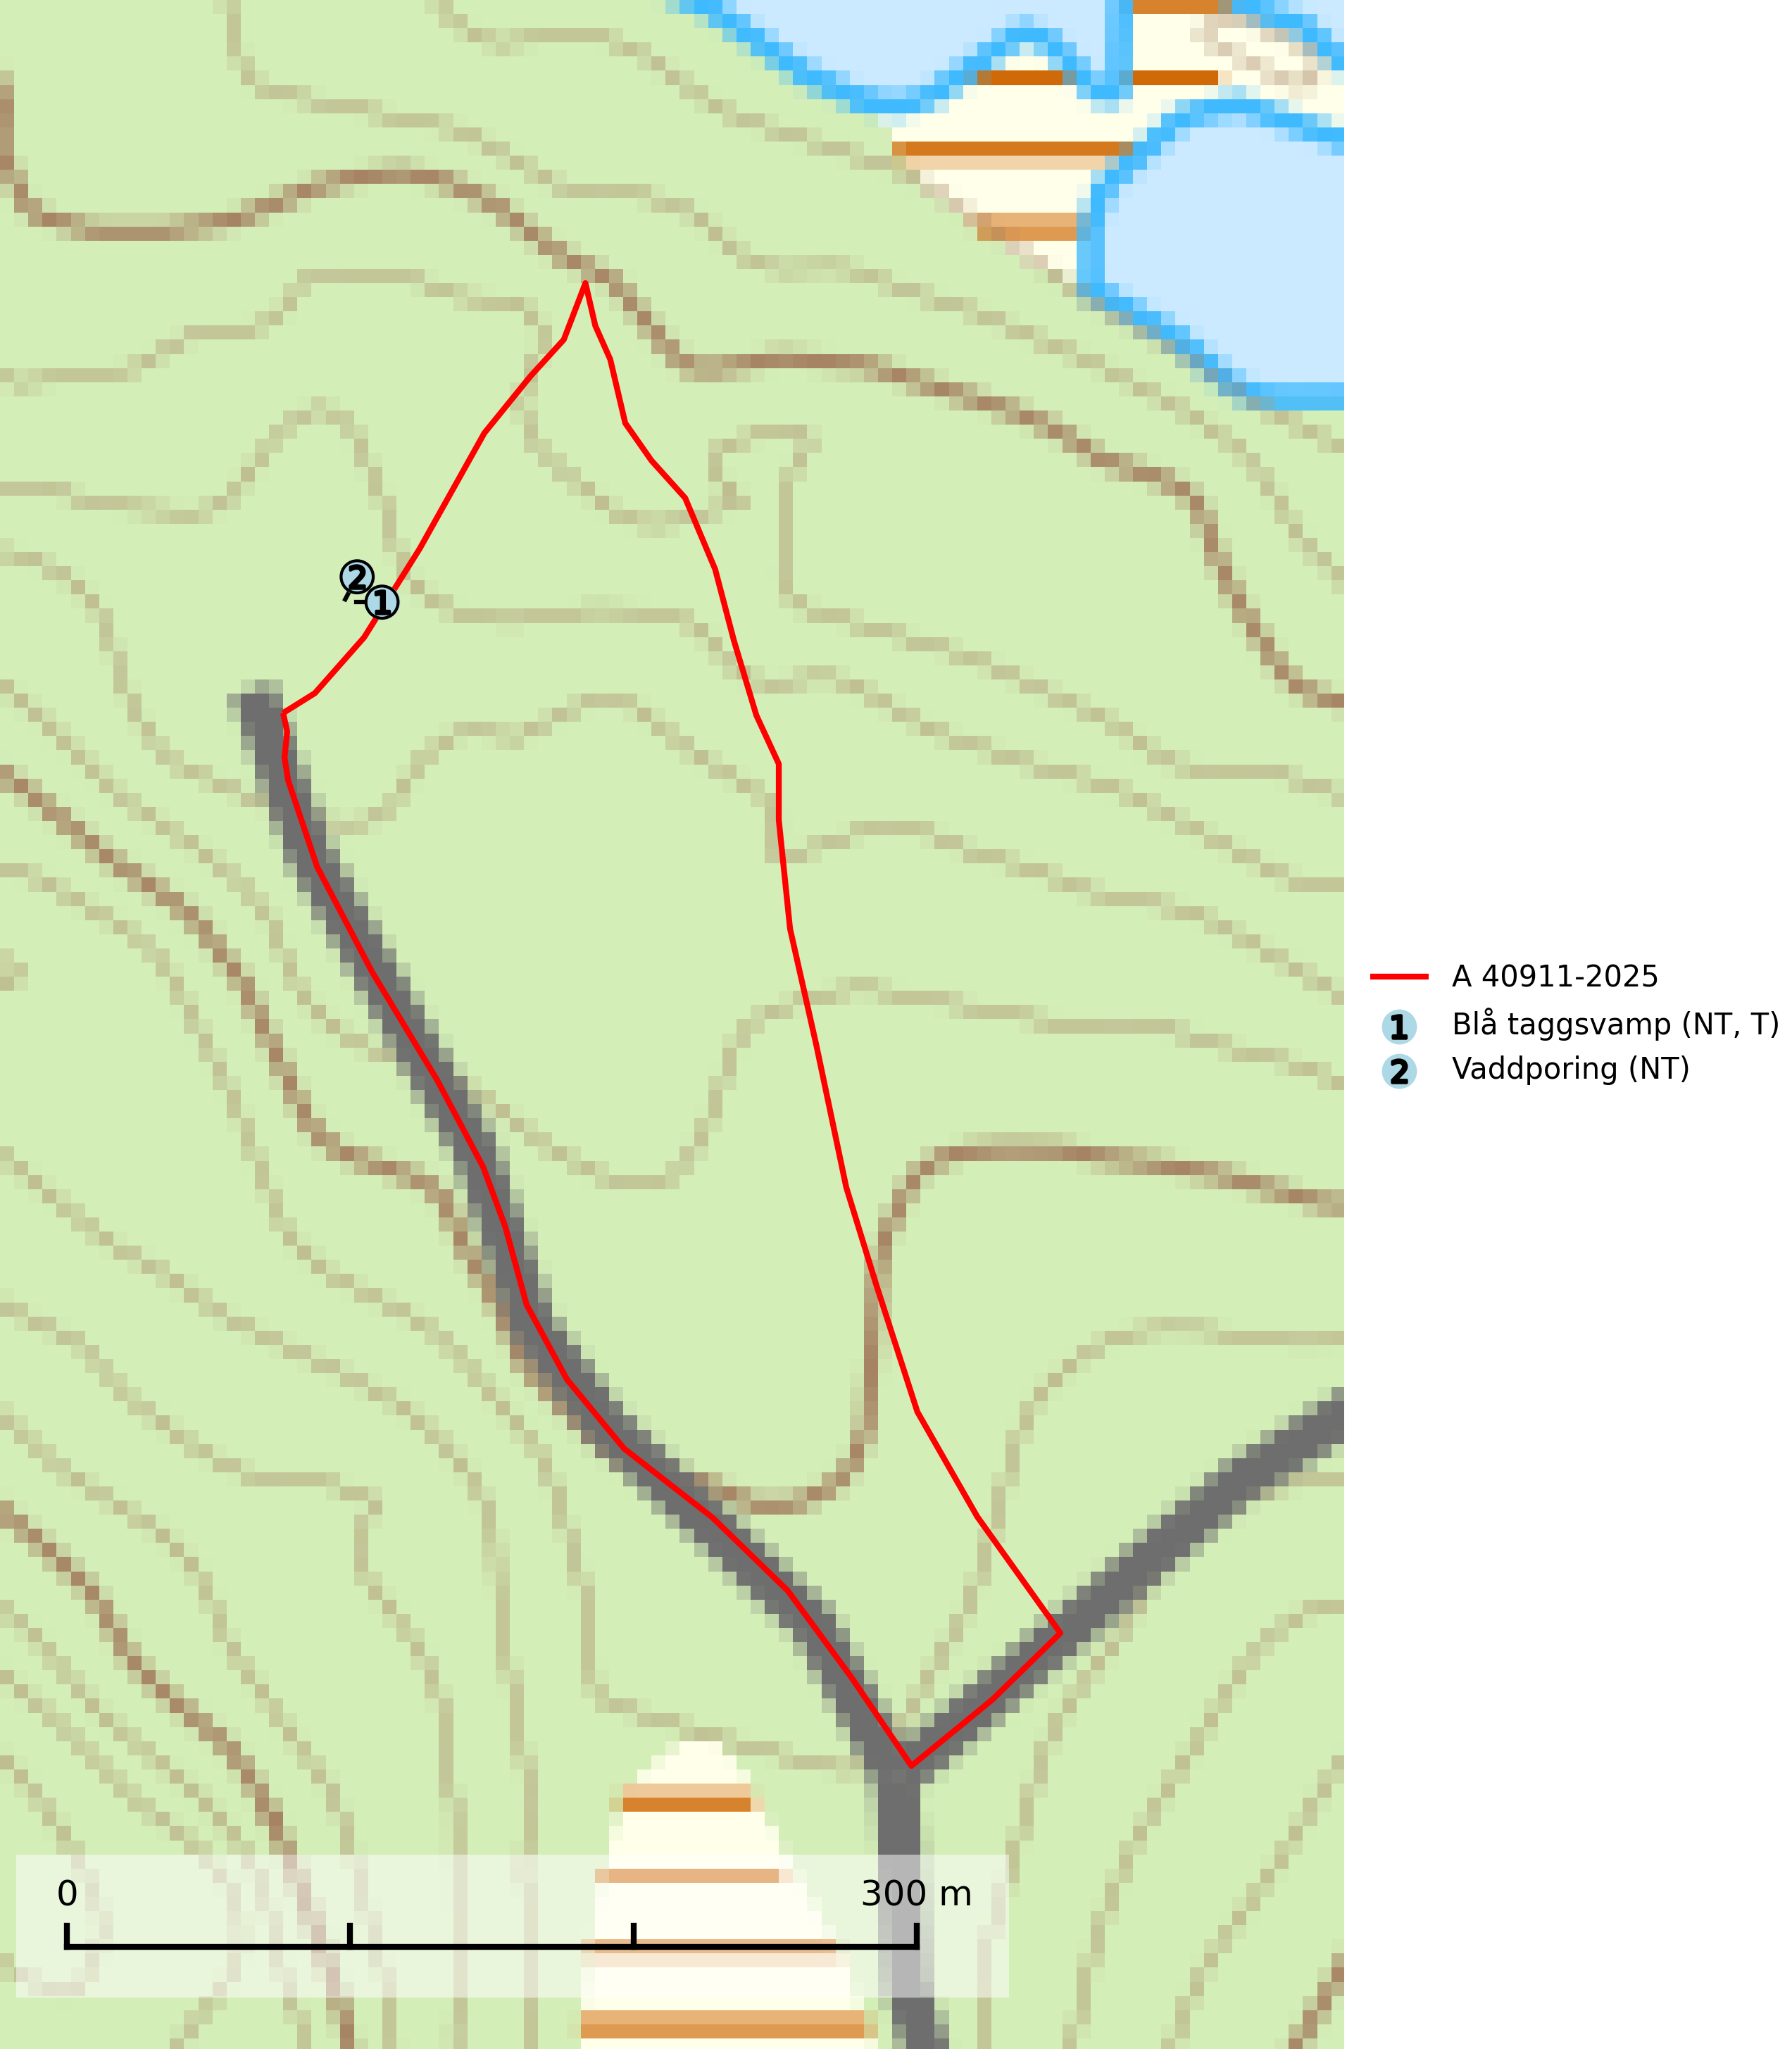 2
1
A 40911-2025
1 Blå taggsvamp (NT, T)
2 Vaddporing (NT)
0 300 m